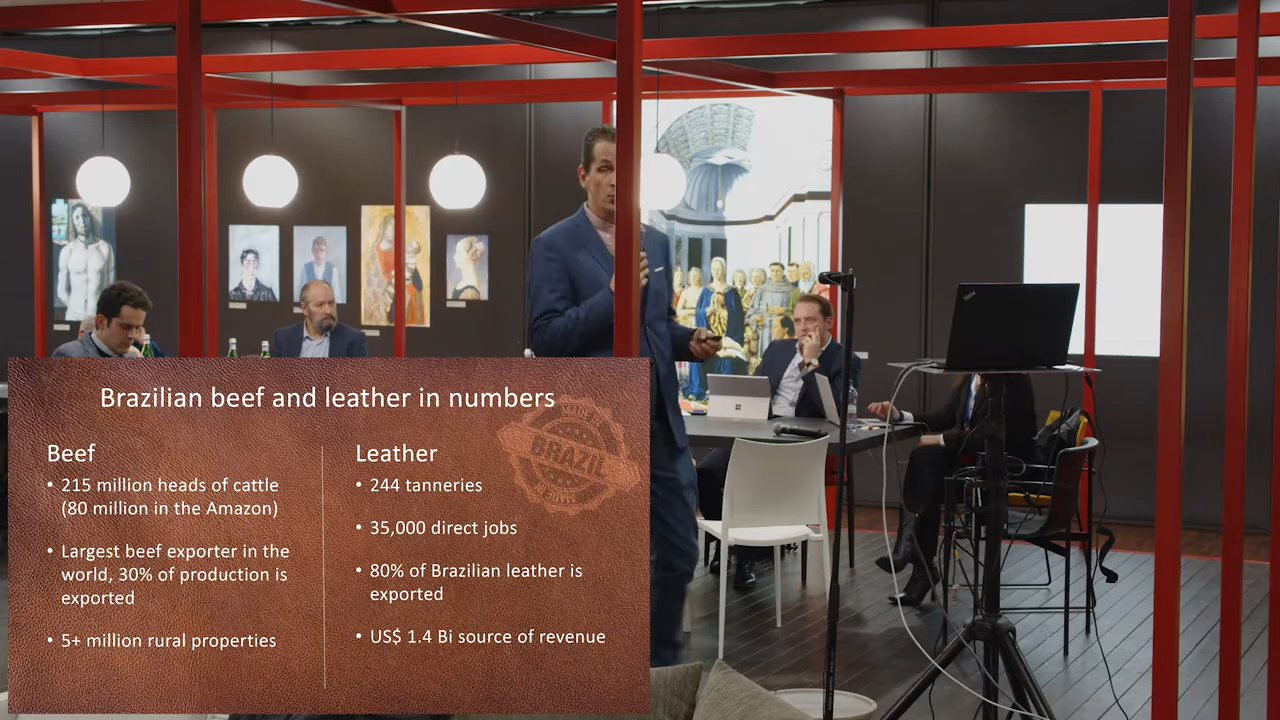 Brazilian beef and leather in numbers
Beef
• 215 million heads of cattle
(80 million in the Amazon)
• Largest beef exporter in the
world, 30% of production is
exported
• 5+ million rural properties
Leather
• 244 tanneries
• 35,000 direct jobs
• 80% of Brazilian leather is
exported
• US$ 1.4 Bi source of revenue
MADE IN
BRAZIL